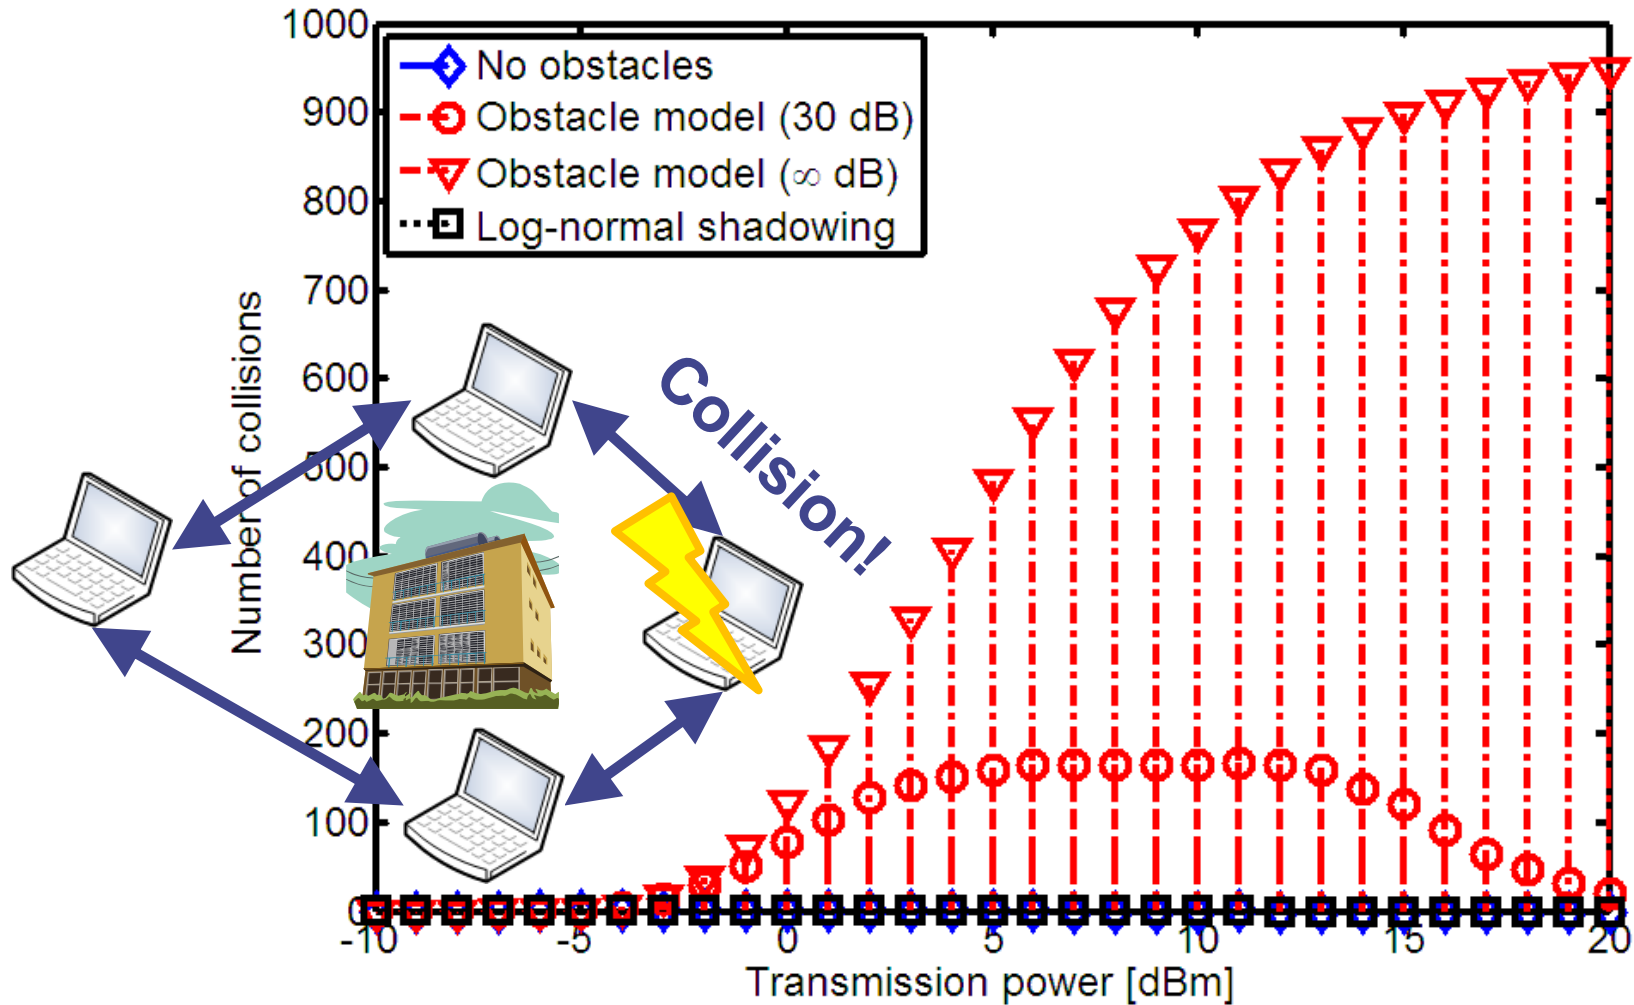 1000
900
800
700
600
500
400
300
200
100
0
Number of collisions
No obstacles
Obstacle model (30 dB)
Obstacle model (∞ dB)
Log-normal shadowing
Collision!
-10 -5 0 5 10 15 20
Transmission power [dBm]